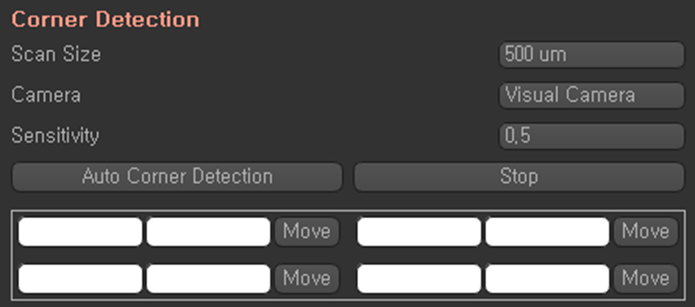 Corner Detection
Scan Size 500 um
Camera Visual Camera
Sensitivity 0,5
Auto Corner Detection Stop
Move Move
Move Move